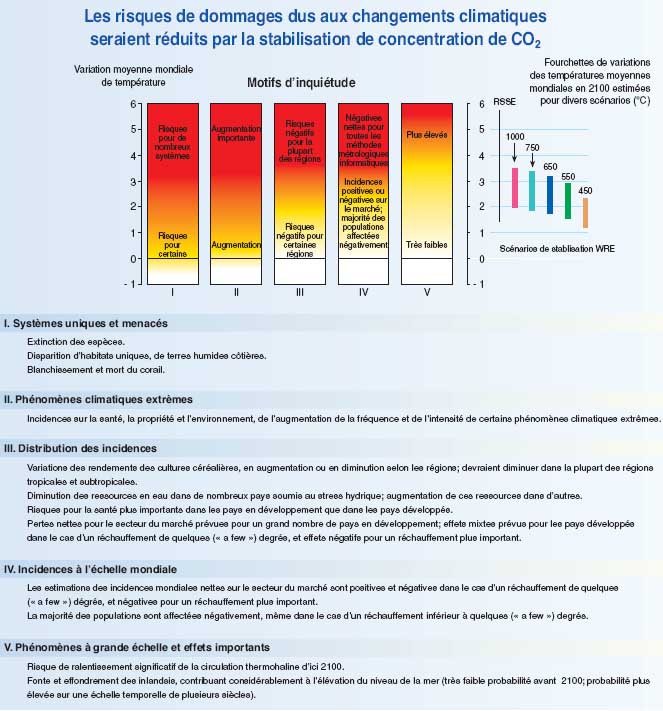 Les risques de dommages dus aux changements climatiques
seraient réduits par la stabilisation de concentration de CO2
Variation moyenne mondiale
de température
Motifs d'inquiétude
Fourchettes de variations
des températures moyennes
mondiales en 2100 estimées
pour divers scénarios (°C)
6
5
4
3
2
1
0
- 1
Risques
pour de
nombreux
systèmes
Risques
pour
certains
I
Augmentation
importante
Augmentation
II
Risques
négatifs
pour la
plupart
des régions
Risques
négatifs pour
certaines
régions
III
Négatives
nettes pour
toutes les
méthodes
métrologiques
informatiques
Incidences
positives ou
négatives sur
le marché;
majorité des
populations
affectées
négativement
IV
Plus élevés
Très faibles
V
6
5
4
3
2
1
0
- 1
RSSE
1000
750
650
550
450
Scénarios de stablisation WRE
I. Systèmes uniques et menacés
Extinction des espèces.
Disparition d'habitats uniques, de terres humides côtières.
Blanchissement et mort du corail.
II. Phénomènes climatiques extrêmes
Incidences sur la santé, la propriété et l'environnement, de l'augmentation de la fréquence et de l'intensité de certains phénomènes climatiques extrêmes.
III. Distribution des incidences
Variations des rendements des cultures céréalières, en augmentation ou en diminution selon les régions; devraient diminuer dans la plupart des régions
tropicales et subtropicales.
Diminution des ressources en eau dans de nombreux pays soumis au stress hydrique; augmentation de ces ressources dans d'autres.
Risques pour la santé plus importants dans les pays en développement que dans les pays développés.
Pertes nettes pour le secteur du marché prévues pour un grand nombre de pays en développement; effets mixtes prévus pour les pays développés
dans le cas d'un réchauffement de quelques (« a few ») degrés, et effets négatifs pour un réchauffement plus important.
IV. Incidences à l'échelle mondiale
Les estimations des incidences mondiales nettes sur le secteur du marché sont positives et négatives dans le cas d'un réchauffement de quelques
(« a few ») dégrés, et négatives pour un réchauffement plus important.
La majorité des populations sont affectées négativement, même dans le cas d'un réchauffement inférieur à quelques (« a few ») degrés.
V. Phénomènes à grande échelle et effets importants
Risque de ralentissement significatif de la circulation thermohaline d'ici 2100.
Fonte et effondrement des inlandsis, contribuant considérablement à l'élévation du niveau de la mer (très faible probabilité avant 2100; probabilité plus
élevée sur une échelle temporelle de plusieurs siècles).